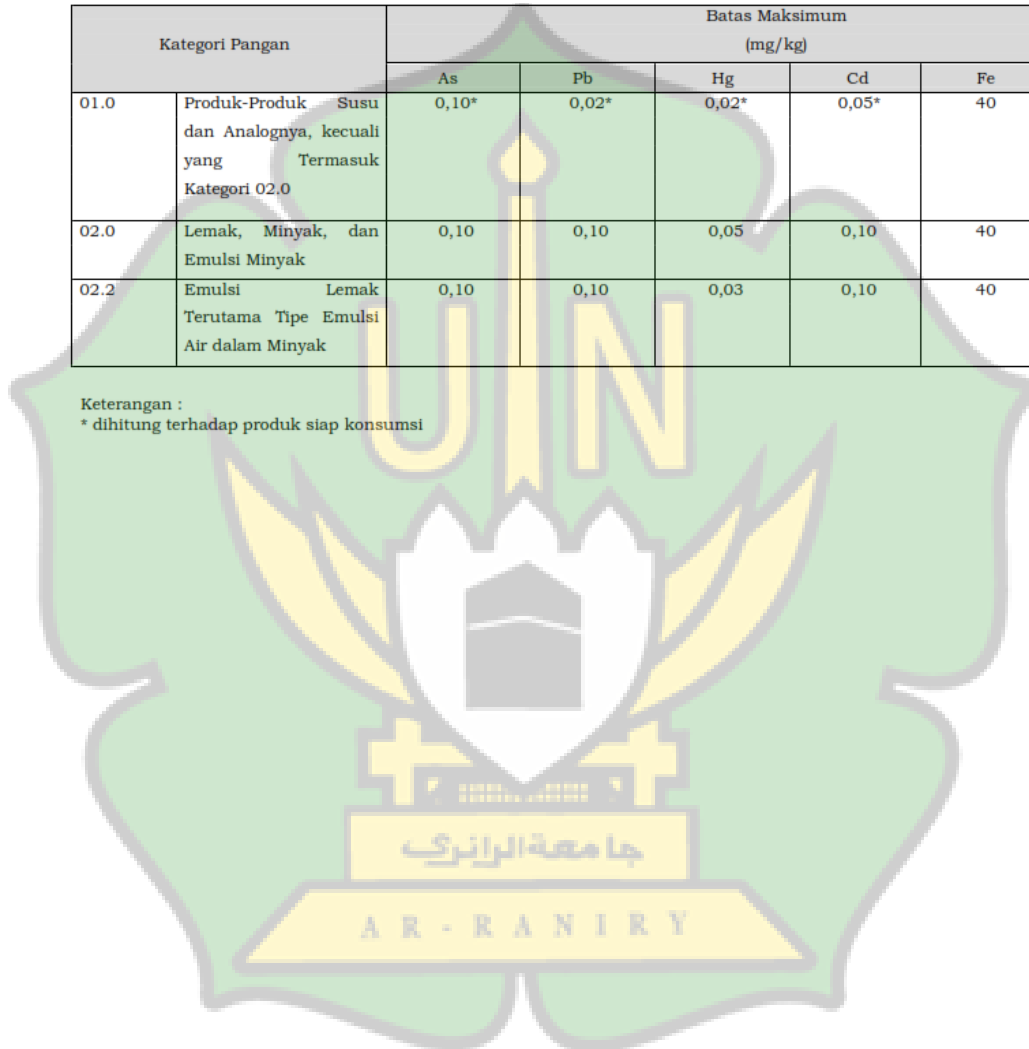 Kategori Pangan
Batas Maksimum
(mg/kg)
As Pb Hg Cd Fe
01.0 Produk-Produk Susu 0,10* 0,02* 0,02* 0,05* 40
dan Analognya, kecuali
yang Termasuk
Kategori 02.0
02.0 Lemak, Minyak, dan 0,10 0,10 0,05 0,10 40
Emulsi Minyak
02.2 Emulsi Lemak 0,10 0,10 0,03 0,10 40
Terutama Tipe Emulsi
Air dalam Minyak
Keterangan :
* dihitung terhadap produk siap konsumsi
UIN
جامعة الرانري
AR-RANIRY